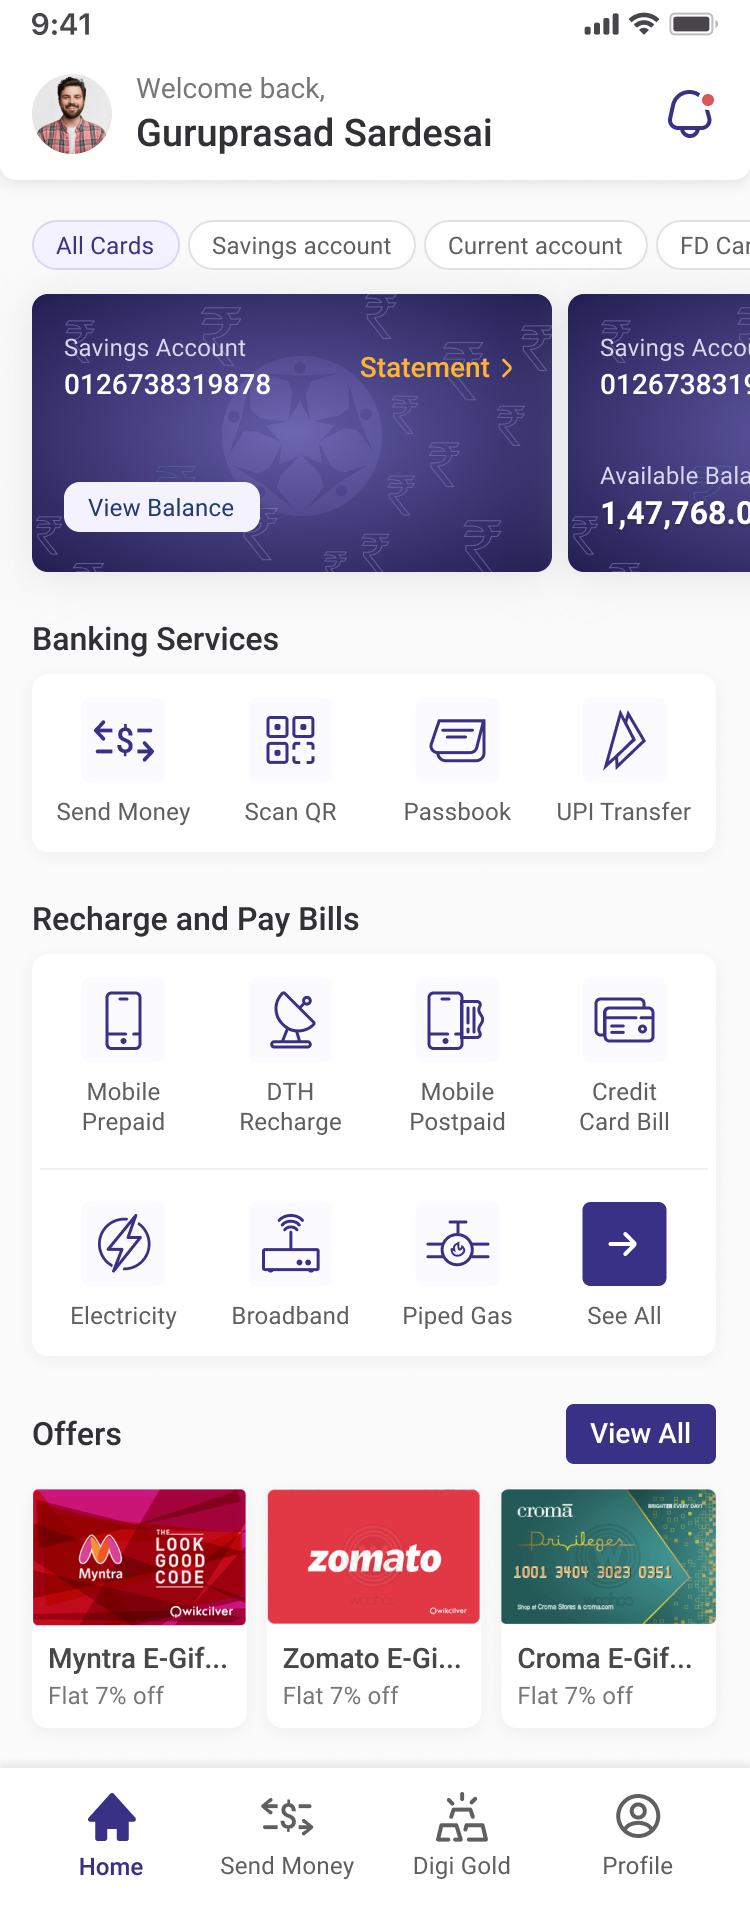 9:41
Welcome back,
Guruprasad Sardesai
All Cards
Savings account
Current account
FD Car
Savings Account
0126738319878
Statement
View Balance
Savings Accou
012673831
Available Bala
1,47,768.0
Banking Services
Send Money
Scan QR
Passbook
UPI Transfer
Recharge and Pay Bills
Mobile
Prepaid
DTH
Recharge
Mobile
Postpaid
Credit
Card Bill
Electricity
Broadband
Piped Gas
See All
Offers
View All
Myntra
THE
LOOK
GOOD
CODE
Qwikcilver
zomato
Qwikcilver
cromā
BRIGHTER EVERY DAY!
Privileges
1001 3404 3023 0351
Shop at Croma Stores & croma.com
Myntra E-Gif...
Flat 7% off
Zomato E-Gi...
Flat 7% off
Croma E-Gif...
Flat 7% off
Home
Send Money
Digi Gold
Profile